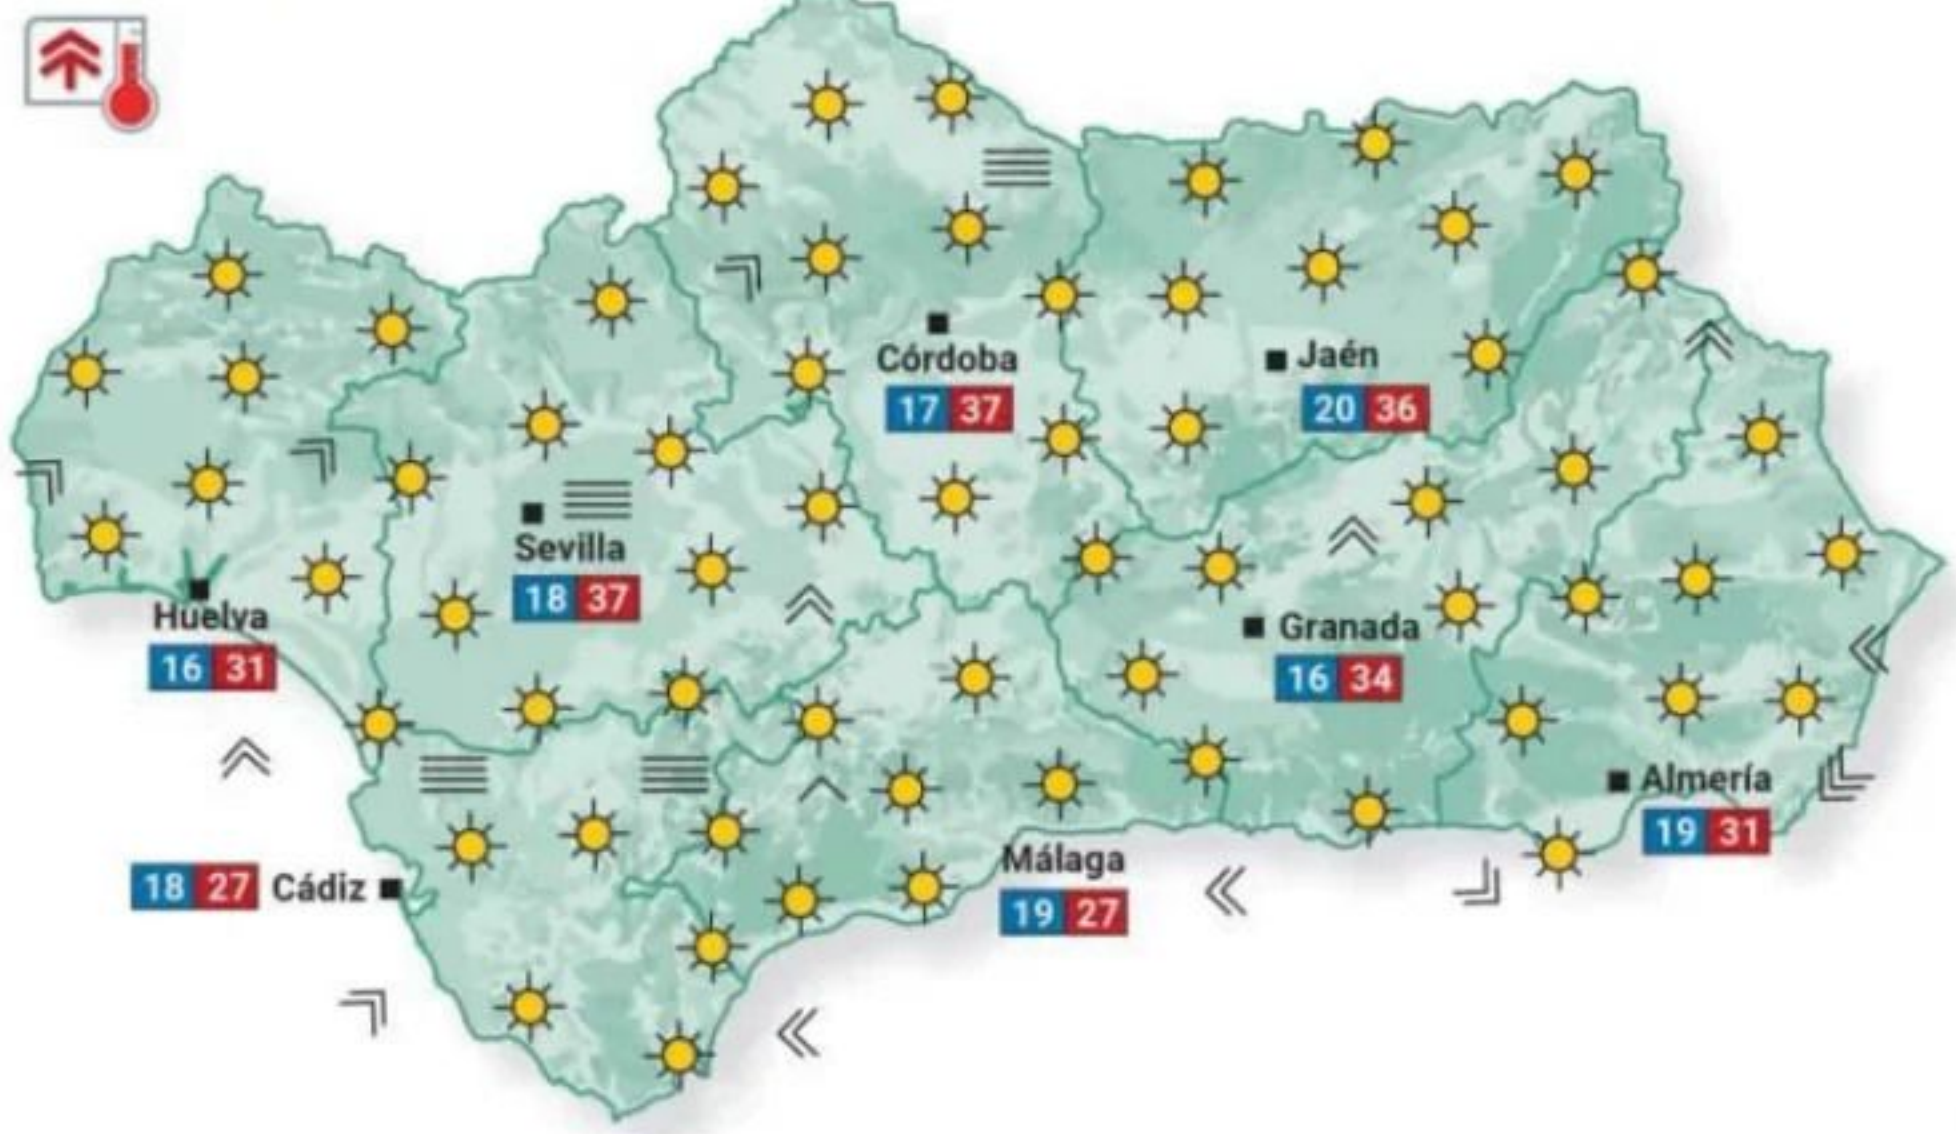 Córdoba
17 37
Jaén
20 36
Sevilla
18 37
Huelva
16 31
Granada
16 34
Almería
19 31
Málaga
19 27
18 27 Cádiz